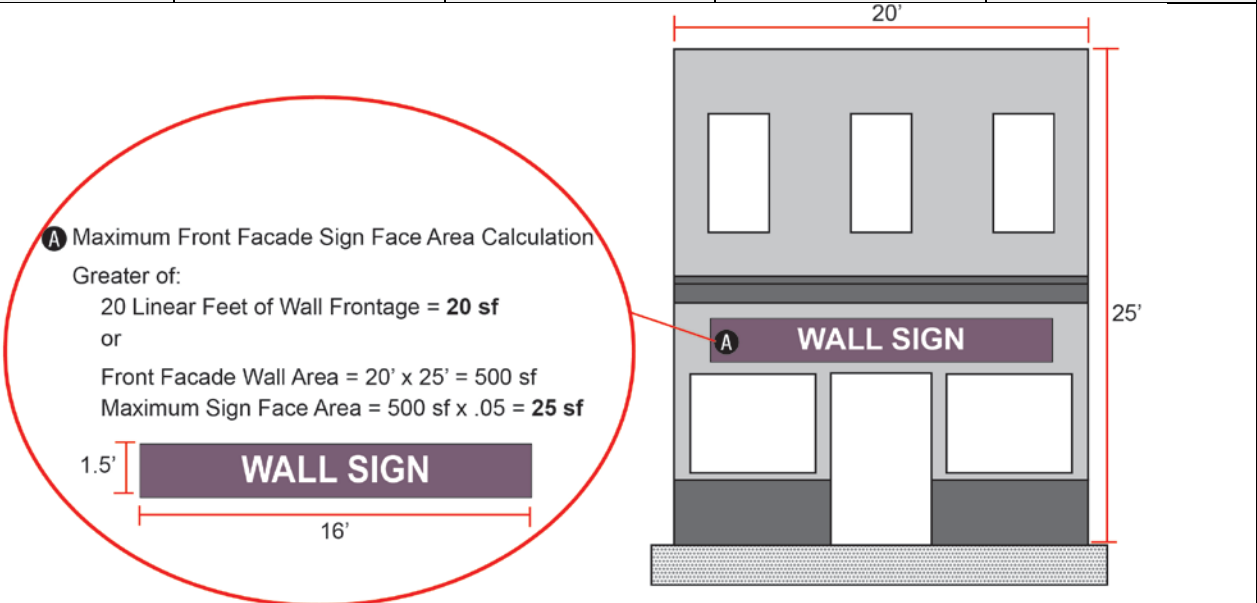 20’
A Maximum Front Facade Sign Face Area Calculation
Greater of:
20 Linear Feet of Wall Frontage = 20 sf
or
Front Facade Wall Area = 20’ x 25’ = 500 sf
Maximum Sign Face Area = 500 sf x .05 = 25 sf
1.5’
WALL SIGN
16’
A WALL SIGN
25’